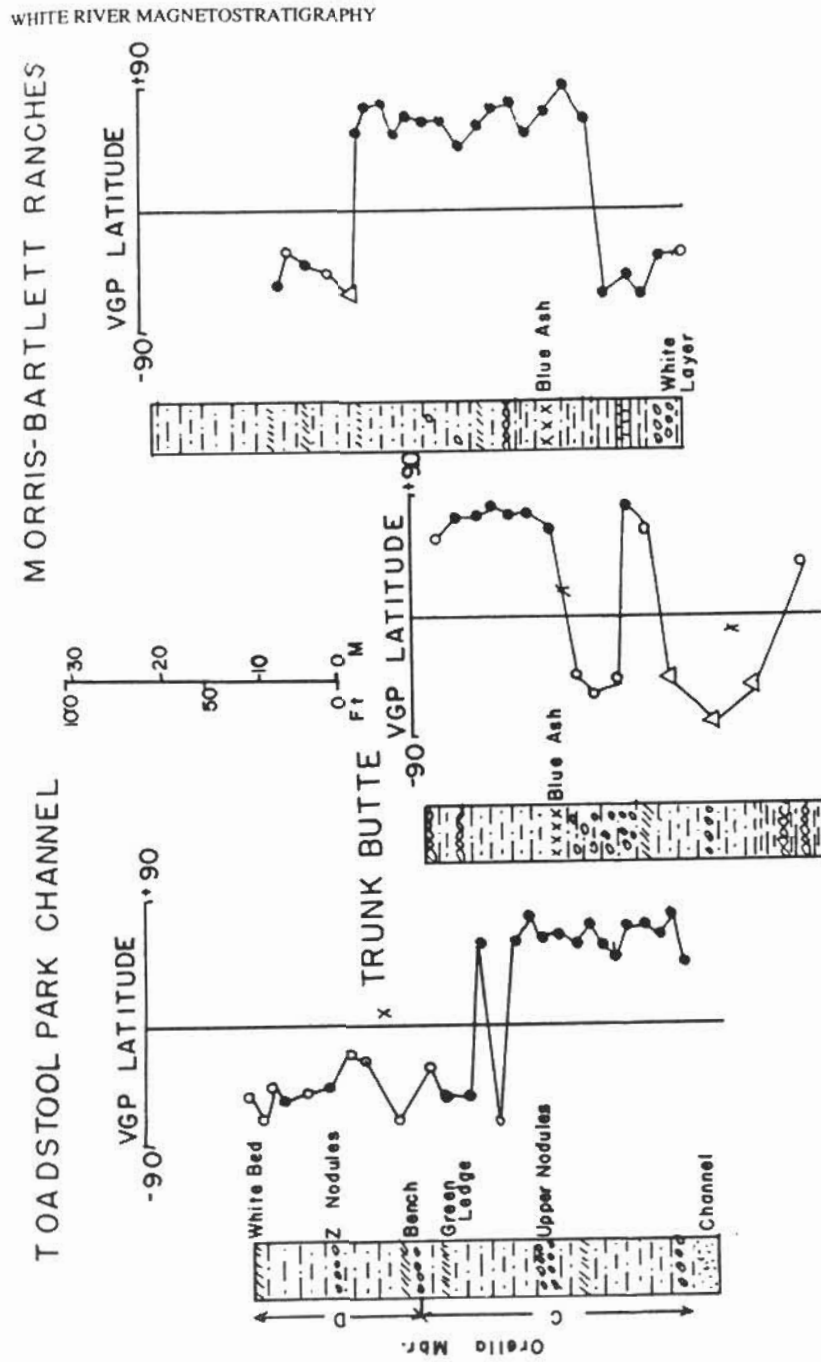 WHITE RIVER MAGNETOSTRATIGRAPHY
TOADSTOOL PARK CHANNEL
VGP LATITUDE
-90
+90
White Bed
Z Nodules
Bench
Green
Ledge
Upper Nodules
Channel
D
C
Orella Mbr.
100 30
20
50
10
0 0
Ft M
TRUNK BUTTE
VGP LATITUDE
-90
+90
Blue Ash
MORRIS-BARTLETT RANCHES
VGP LATITUDE
-90
+90
Blue Ash
White
Layer